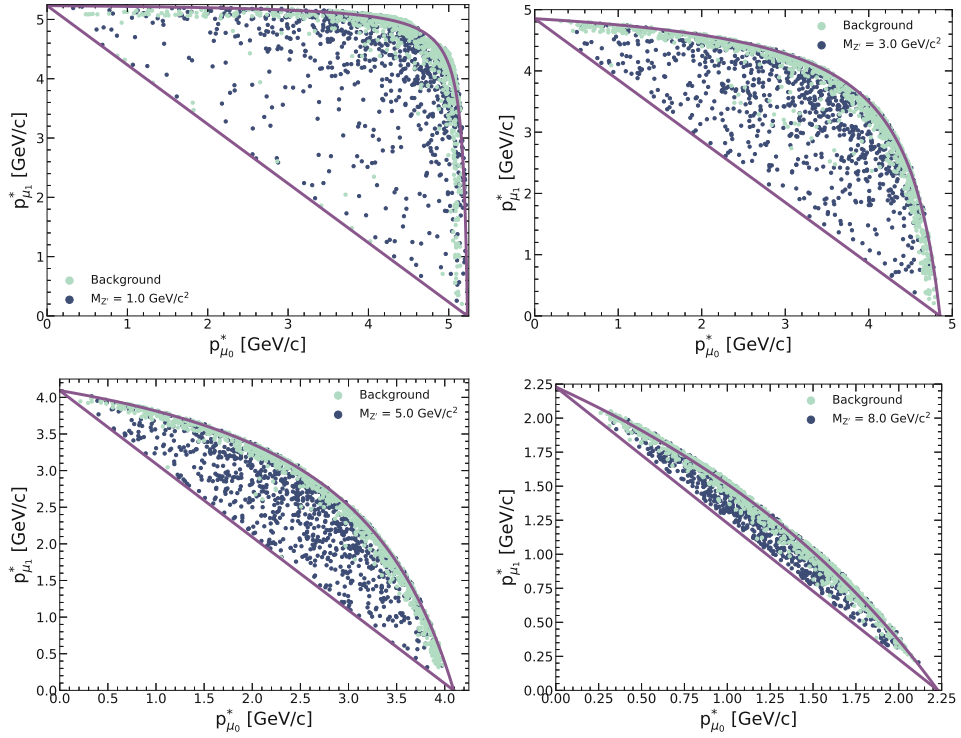 5
4
3
2
1
0
p*μ1 [GeV/c]
Background
MZ′ = 1.0 GeV/c²
0 1 2 3 4 5
p*μ0 [GeV/c]
5
4
3
2
1
0
p*μ1 [GeV/c]
Background
MZ′ = 3.0 GeV/c²
0 1 2 3 4 5
p*μ0 [GeV/c]
4.0
3.5
3.0
2.5
2.0
1.5
1.0
0.5
0.0
p*μ1 [GeV/c]
Background
MZ′ = 5.0 GeV/c²
0.0 0.5 1.0 1.5 2.0 2.5 3.0 3.5 4.0
p*μ0 [GeV/c]
2.25
2.00
1.75
1.50
1.25
1.00
0.75
0.50
0.25
0.00
p*μ1 [GeV/c]
Background
MZ′ = 8.0 GeV/c²
0.00 0.25 0.50 0.75 1.00 1.25 1.50 1.75 2.00 2.25
p*μ0 [GeV/c]